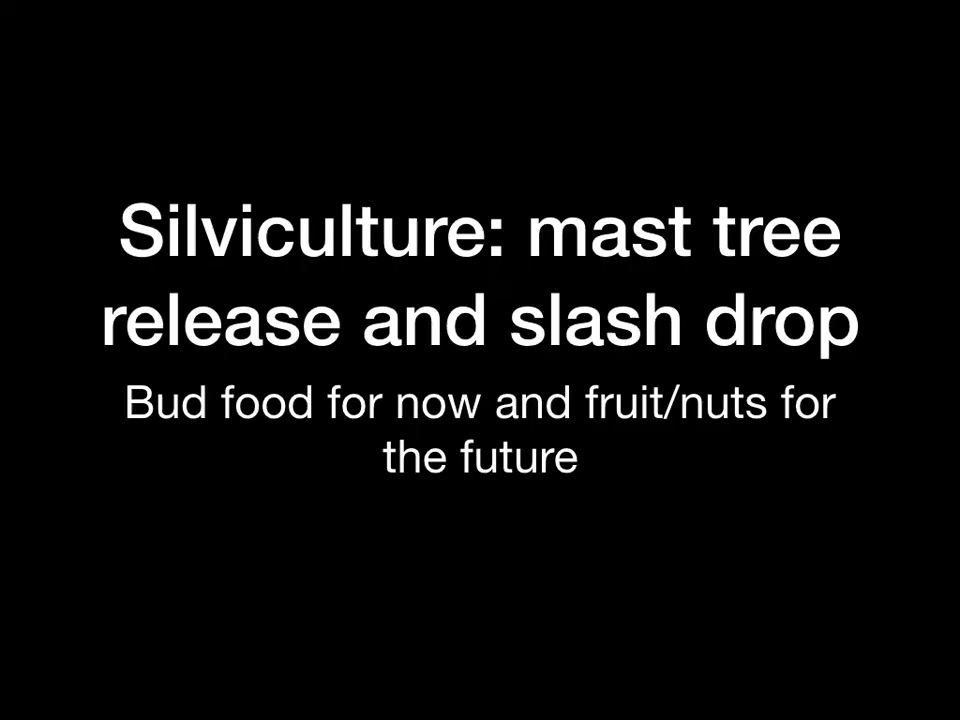 Silviculture: mast tree
release and slash drop
Bud food for now and fruit/nuts for
the future